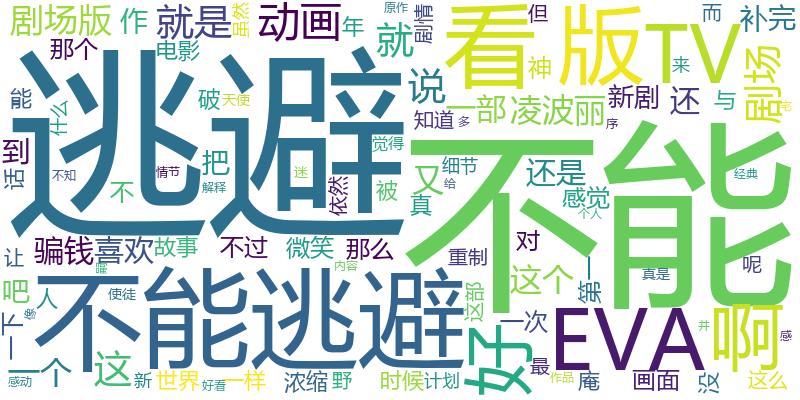 剧场版 作 就是 虽然 动画 年 原作 剧情 但 而 补完
那个 电影 就 看 版 神 TV 来
能 什么 破 天使 说 一部 凌波丽 新剧 还 与 剧场 宅
逃避 知道 多 序
到 话 不 把 情节 不知 解释 迷 觉得 依然 被 又 真 细节 给 还是 感觉 个人 不能 经典
让 骗钱 喜欢 故事 不过 微笑 那么 重制 对 这个 第一 真是 呢
吧 人 使徒 内容 这部
一下 不能逃避 好 一次 EVA 井 啊 感
一个 这 新 世界 好看 一样 浓缩 野 时候 计划 最 作品 庵 画面 没 这么
感动